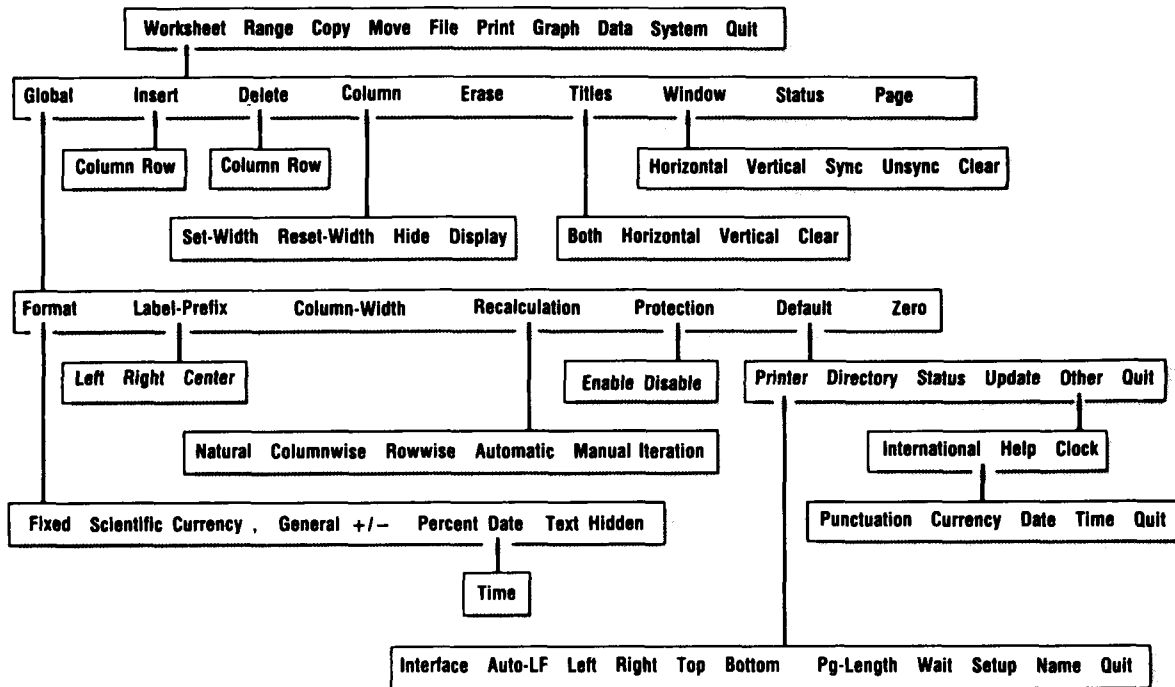 Worksheet Range Copy Move File Print Graph Data System Quit
Global Insert Delete Column Erase Titles Window Status Page
Column Row
Column Row
Horizontal Vertical Sync Unsync Clear
Set-Width Reset-Width Hide Display
Both Horizontal Vertical Clear
Format Label-Prefix Column-Width Recalculation Protection Default Zero
Left Right Center
Enable Disable
Printer Directory Status Update Other Quit
Natural Columnwise Rowwise Automatic Manual Iteration
International Help Clock
Fixed Scientific Currency , General +/− Percent Date Text Hidden
Punctuation Currency Date Time Quit
Time
Interface Auto-LF Left Right Top Bottom Pg-Length Wait Setup Name Quit